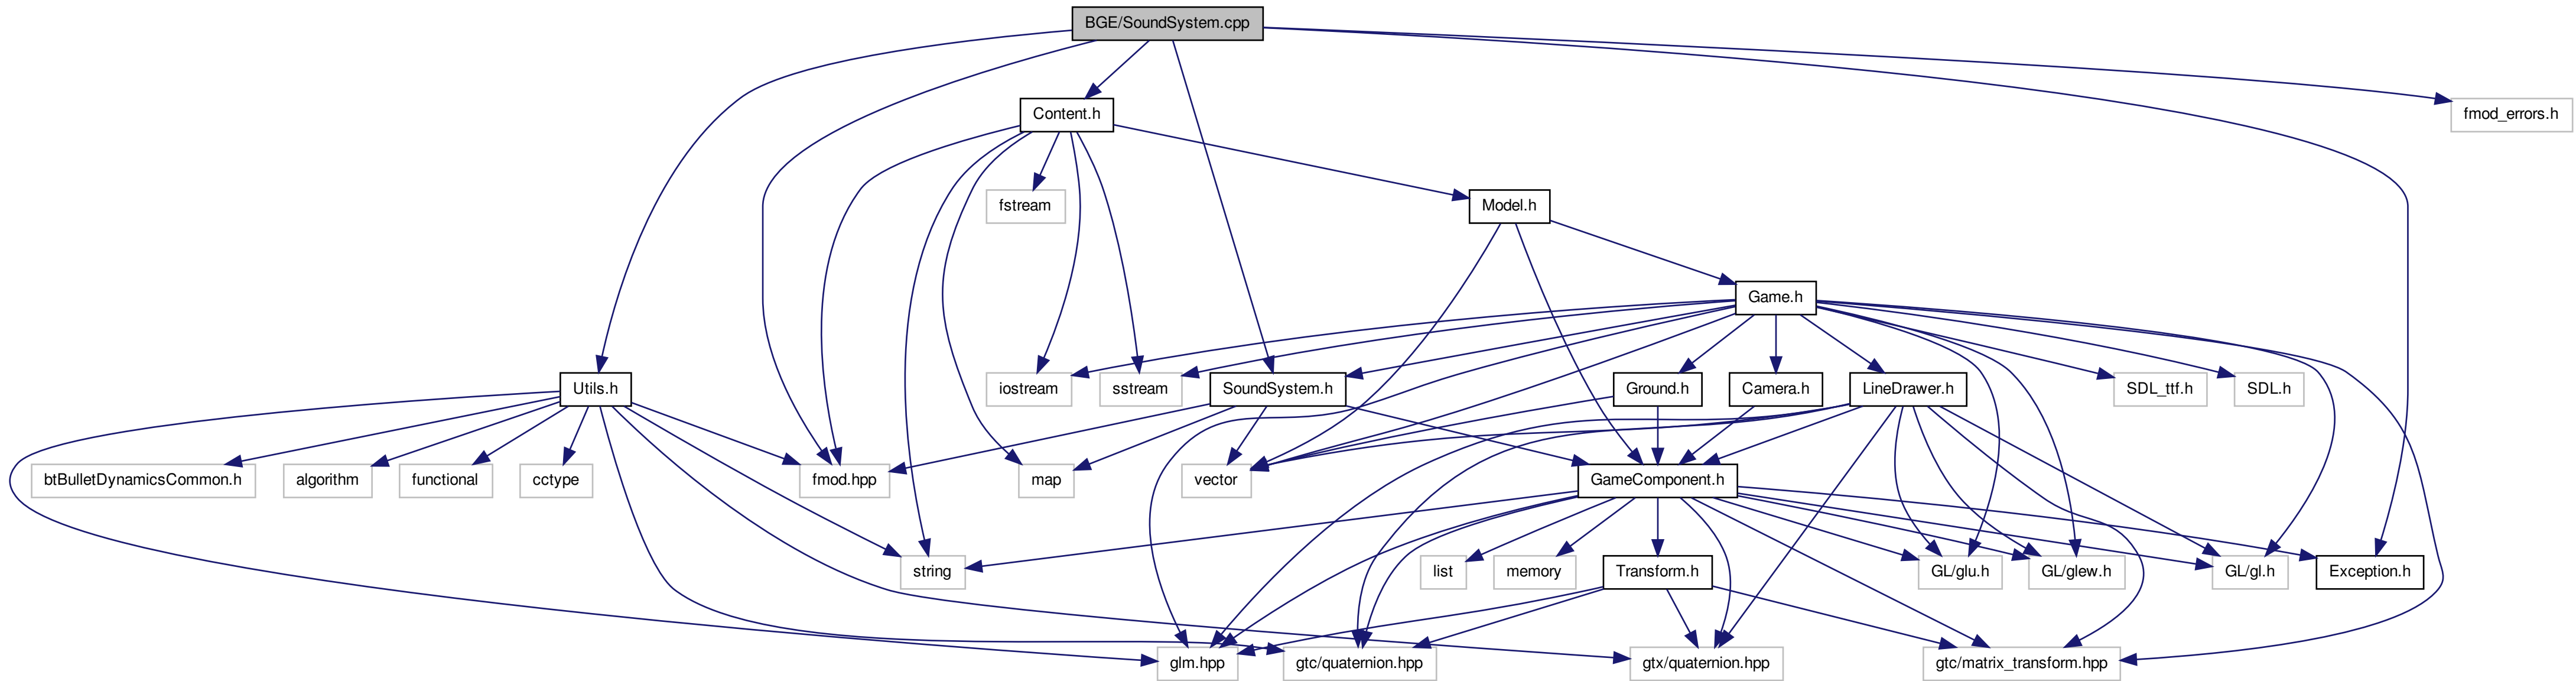 BGE/SoundSystem.cpp
Content.h
fmod_errors.h
fstream
Model.h
Game.h
Utils.h
iostream
sstream
SoundSystem.h
Ground.h
Camera.h
LineDrawer.h
SDL_ttf.h
SDL.h
btBulletDynamicsCommon.h
algorithm
functional
cctype
fmod.hpp
map
vector
GameComponent.h
string
list
memory
Transform.h
GL/glu.h
GL/glew.h
GL/gl.h
Exception.h
glm.hpp
gtc/quaternion.hpp
gtx/quaternion.hpp
gtc/matrix_transform.hpp